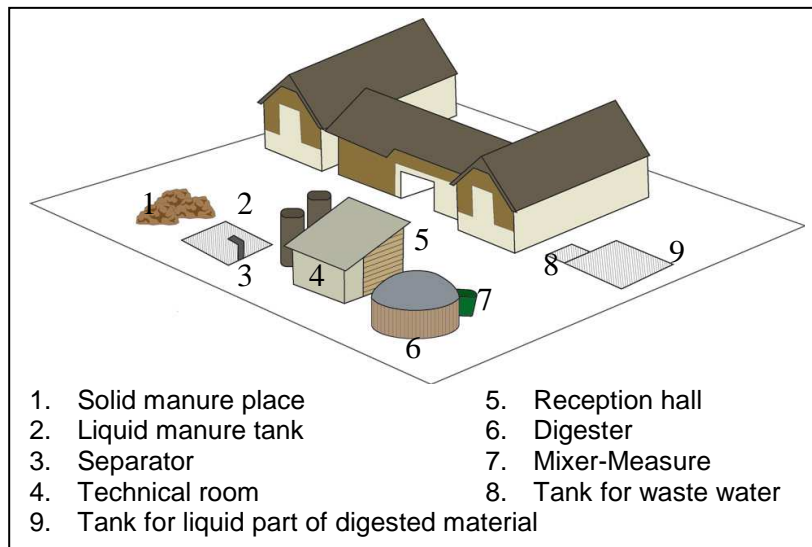 1
2
3
4
5
6
7
8
9
1. Solid manure place
2. Liquid manure tank
3. Separator
4. Technical room
5. Reception hall
6. Digester
7. Mixer-Measure
8. Tank for waste water
9. Tank for liquid part of digested material